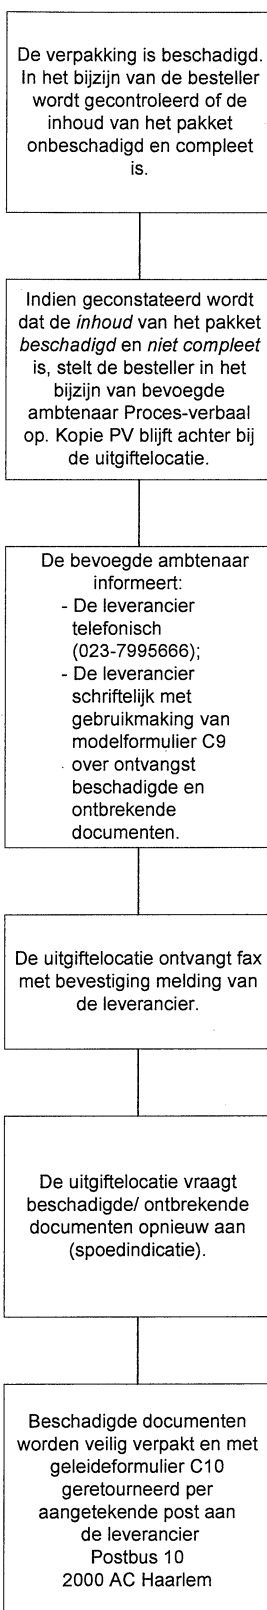 De verpakking is beschadigd.
In het bijzijn van de besteller
wordt gecontroleerd of de
inhoud van het pakket
onbeschadigd en compleet
is.
Indien geconstateerd wordt
dat de inhoud van het pakket
beschadigd en niet compleet
is, stelt de besteller in het
bijzijn van bevoegde
ambtenaar Proces-verbaal
op. Kopie PV blijft achter bij
de uitgiftelocatie.
De bevoegde ambtenaar
informeert:
- De leverancier
telefonisch
(023-7995666);
- De leverancier
schriftelijk met
gebruikmaking van
modelformulier C9
over ontvangst
beschadigde en
ontbrekende
documenten.
De uitgiftelocatie ontvangt fax
met bevestiging melding van
de leverancier.
De uitgiftelocatie vraagt
beschadigde/ ontbrekende
documenten opnieuw aan
(spoedindicatie).
Beschadigde documenten
worden veilig verpakt en met
geleideformulier C10
geretourneerd per
aangetekende post aan
de leverancier
Postbus 10
2000 AC Haarlem